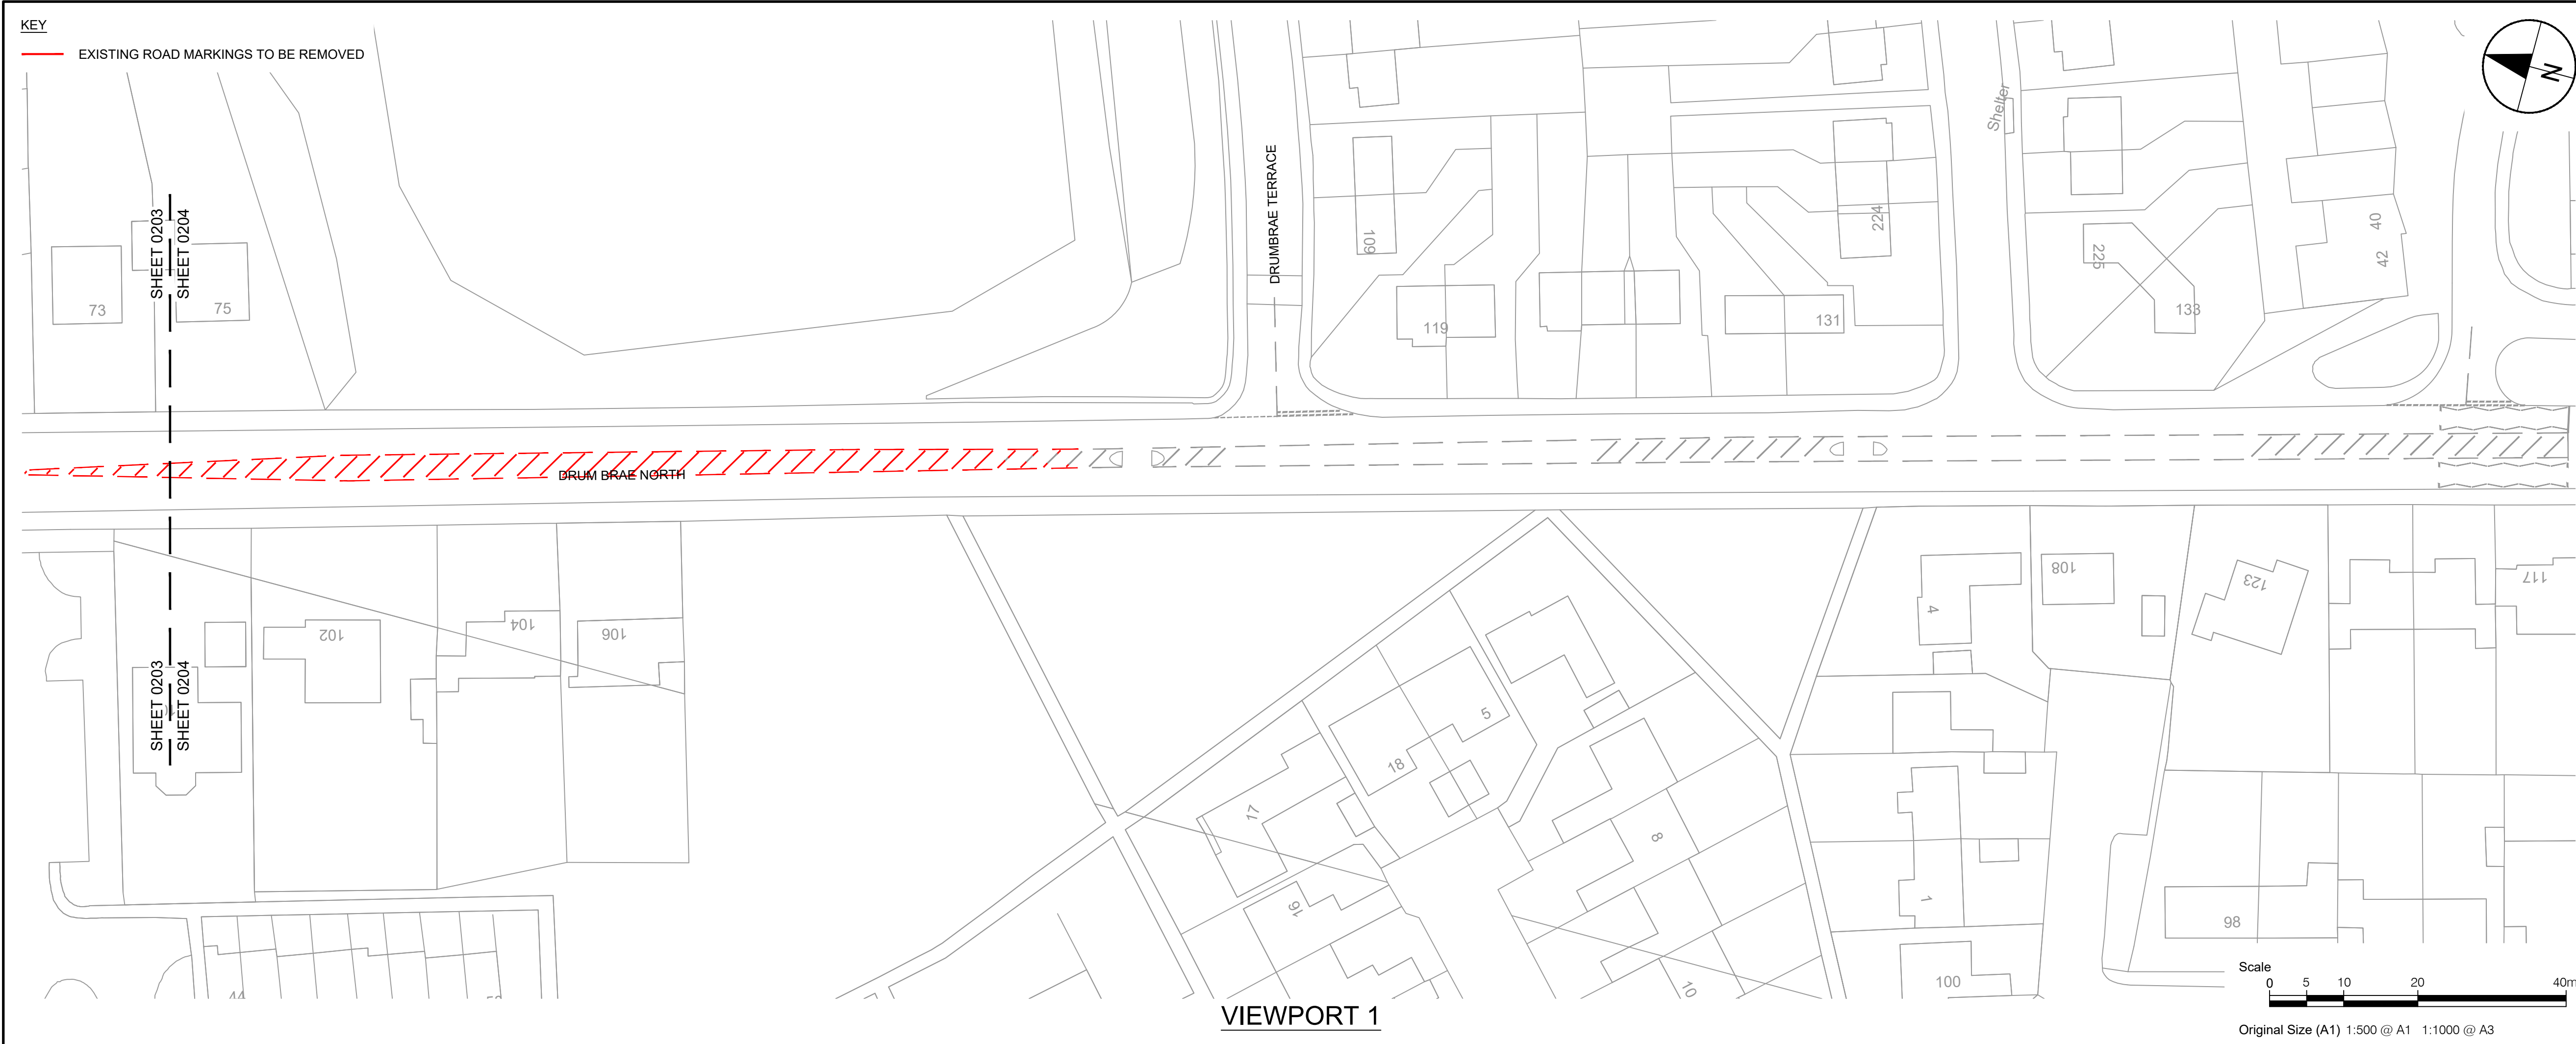 KEY
EXISTING ROAD MARKINGS TO BE REMOVED
N
Shelter
SHEET 0203
SHEET 0204
DRUMBRAE TERRACE
73
75
109
119
131
224
225
133
40
42
DRUM BRAE NORTH
102
104
106
4
108
123
117
SHEET 0203
SHEET 0204
5
18
17
16
8
10
1
100
98
44
VIEWPORT 1
Scale
0 5 10 20 40m
Original Size (A1) 1:500 @ A1 1:1000 @ A3